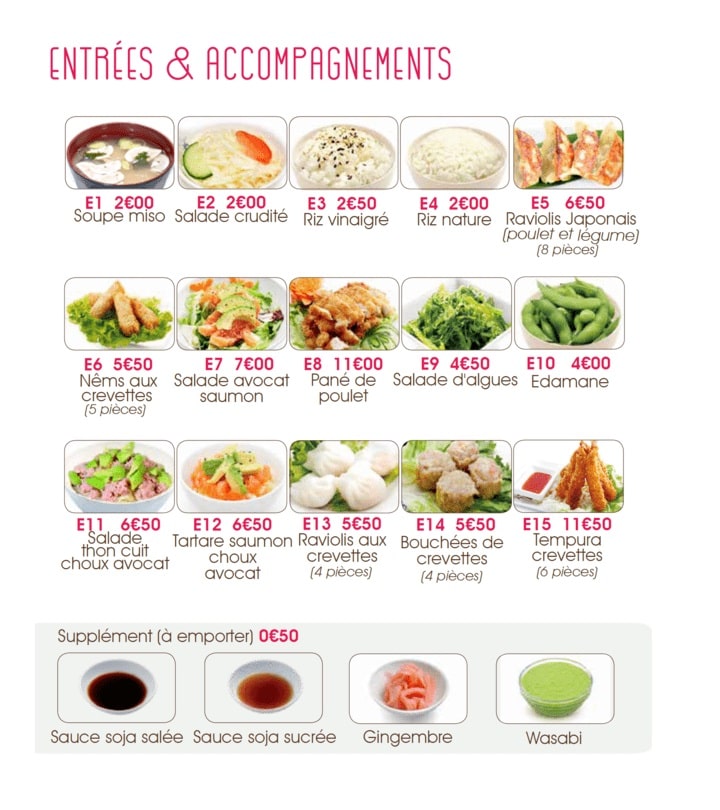 ENTRÉES & ACCOMPAGNEMENTS
E1 2€00
Soupe miso
E2 2€00
Salade crudité
E3 2€50
Riz vinaigré
E4 2€00
Riz nature
E5 6€50
Raviolis Japonais
(poulet et légume)
(8 pièces)
E6 5€50
Nêms aux
crevettes
(5 pièces)
E7 7€00
Salade avocat
saumon
E8 11€00
Pané de
poulet
E9 4€50
Salade d'algues
E10 4€00
Edamane
E11 6€50
Salade
thon cuit
choux avocat
E12 6€50
Tartare saumon
choux
avocat
E13 5€50
Raviolis aux
crevettes
(4 pièces)
E14 5€50
Bouchées de
crevettes
(4 pièces)
E15 11€50
Tempura
crevettes
(6 pièces)
Supplément (à emporter) 0€50
Sauce soja salée
Sauce soja sucrée
Gingembre
Wasabi